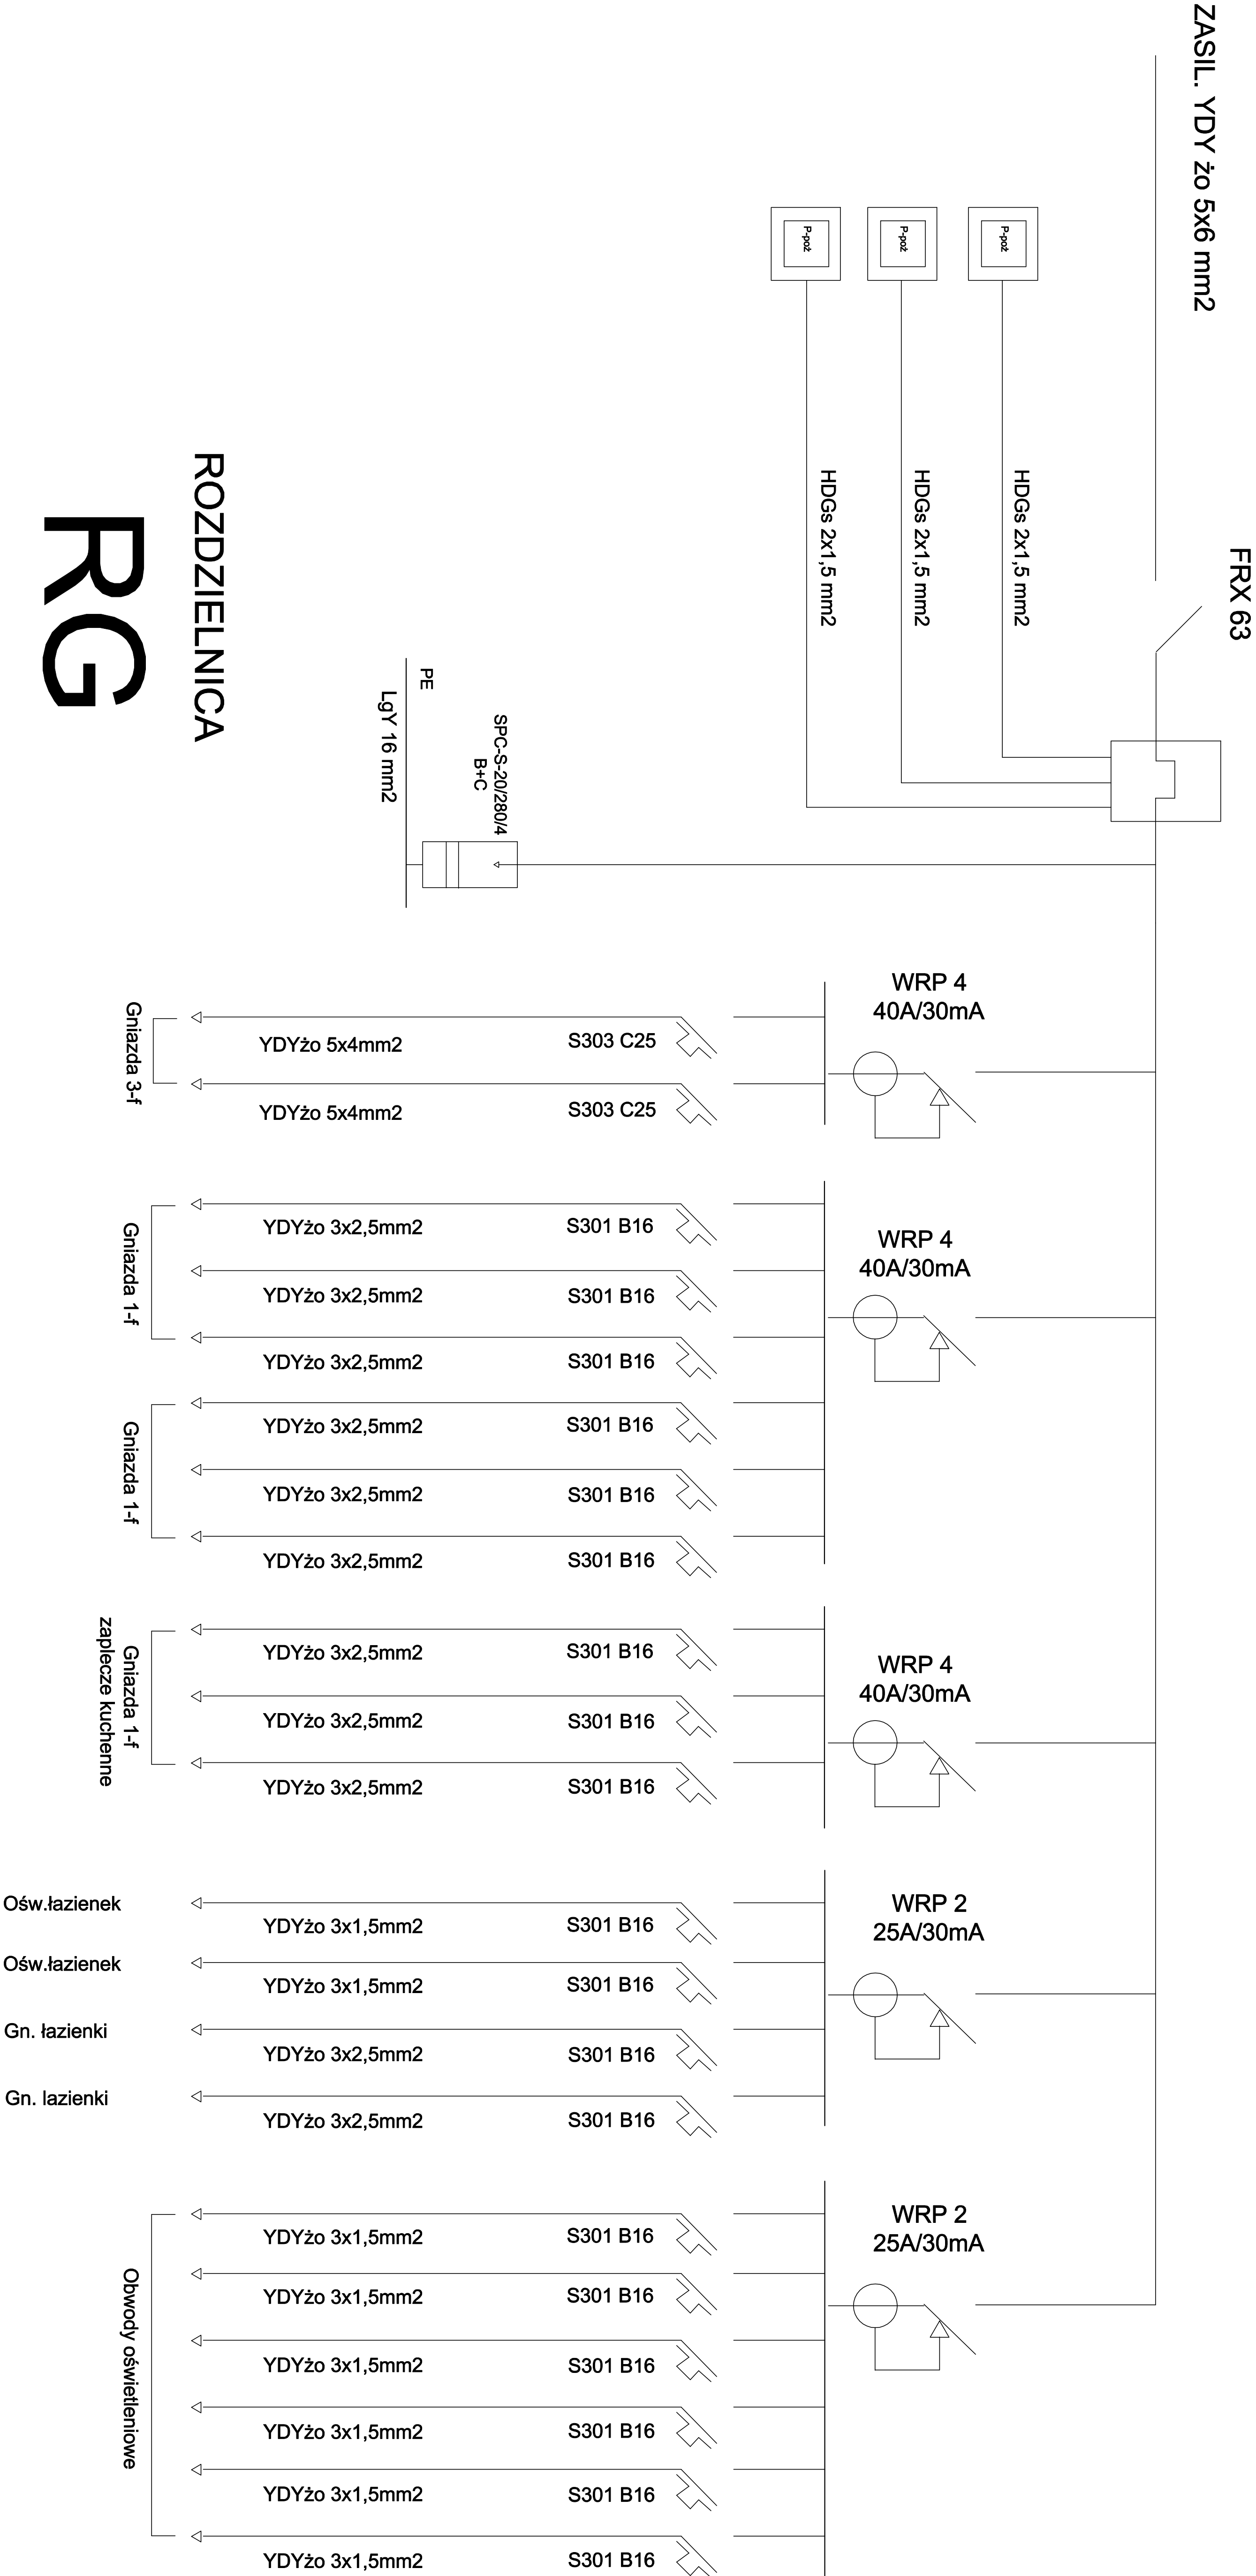 ZASIL. YDY żo 5x6 mm2
FRX 63
P-poż
P-poż
P-poż
HDGs 2x1,5 mm2
HDGs 2x1,5 mm2
HDGs 2x1,5 mm2
ROZDZIELNICA
RG
PE
LgY 16 mm2
SPC-S-20/280/4
B+C
WRP 4
40A/30mA
S303 C25
YDYżo 5x4mm2
S303 C25
YDYżo 5x4mm2
Gniazda 3-f
WRP 4
40A/30mA
S301 B16
YDYżo 3x2,5mm2
S301 B16
YDYżo 3x2,5mm2
S301 B16
YDYżo 3x2,5mm2
Gniazda 1-f
S301 B16
YDYżo 3x2,5mm2
S301 B16
YDYżo 3x2,5mm2
S301 B16
YDYżo 3x2,5mm2
Gniazda 1-f
WRP 4
40A/30mA
S301 B16
YDYżo 3x2,5mm2
S301 B16
YDYżo 3x2,5mm2
S301 B16
YDYżo 3x2,5mm2
Gniazda 1-f
zaplecze kuchenne
WRP 2
25A/30mA
S301 B16
YDYżo 3x1,5mm2
Ośw.łazienek
S301 B16
YDYżo 3x1,5mm2
Ośw.łazienek
S301 B16
YDYżo 3x2,5mm2
Gn. łazienki
S301 B16
YDYżo 3x2,5mm2
Gn. lazienki
WRP 2
25A/30mA
S301 B16
YDYżo 3x1,5mm2
S301 B16
YDYżo 3x1,5mm2
S301 B16
YDYżo 3x1,5mm2
S301 B16
YDYżo 3x1,5mm2
S301 B16
YDYżo 3x1,5mm2
S301 B16
YDYżo 3x1,5mm2
Obwody oświetleniowe